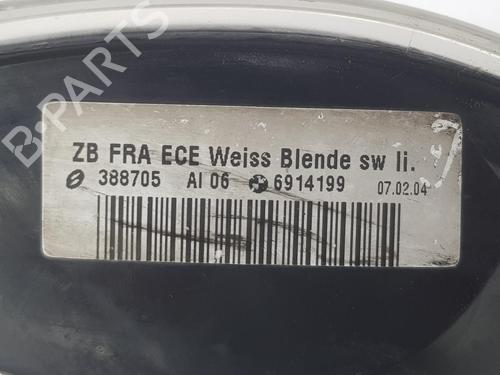 ZB FRA ECE Weiss Blende sw li.
388705 AI 06 6914199 07.02.04
B-PARTS